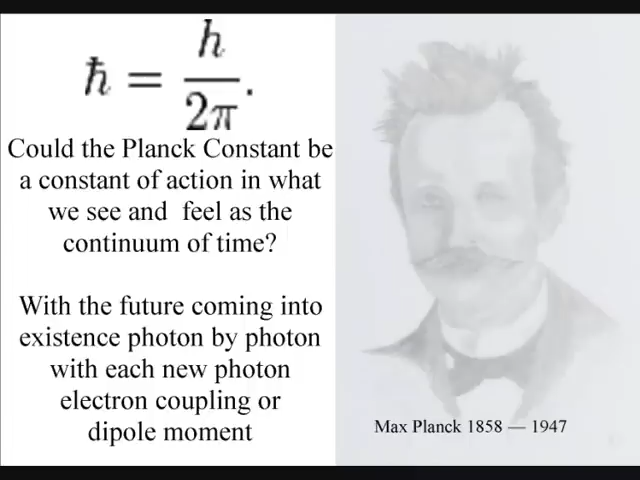 ħ = h/2π.
Could the Planck Constant be
a constant of action in what
we see and feel as the
continuum of time?
With the future coming into
existence photon by photon
with each new photon
electron coupling or
dipole moment
Max Planck 1858 — 1947